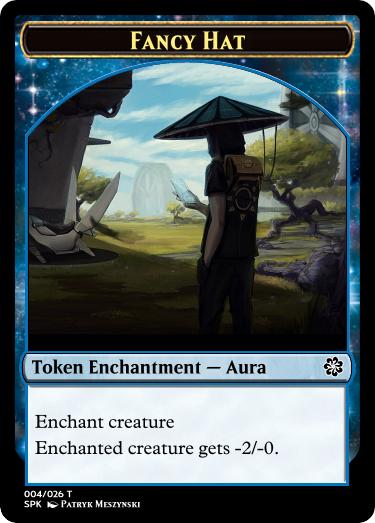 Fancy Hat
Token Enchantment — Aura
Enchant creature
Enchanted creature gets -2/-0.
004/026 T
SPK Patryk Meszynski